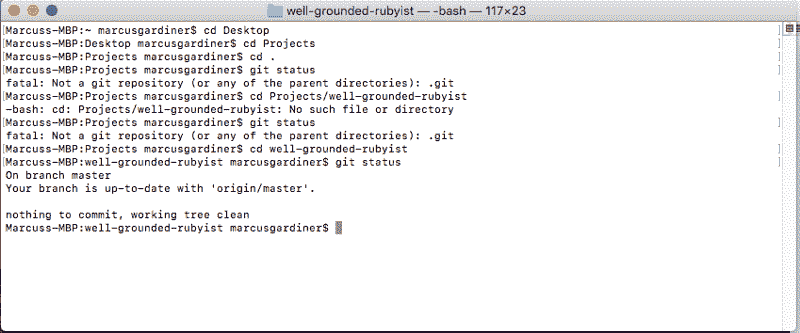 well-grounded-rubyist — -bash — 117×23
[Marcuss-MBP:~ marcusgardiner$ cd Desktop ]
[Marcuss-MBP:Desktop marcusgardiner$ cd Projects ]
[Marcuss-MBP:Projects marcusgardiner$ cd . ]
[Marcuss-MBP:Projects marcusgardiner$ git status ]
fatal: Not a git repository (or any of the parent directories): .git
[Marcuss-MBP:Projects marcusgardiner$ cd Projects/well-grounded-rubyist ]
-bash: cd: Projects/well-grounded-rubyist: No such file or directory
[Marcuss-MBP:Projects marcusgardiner$ git status ]
fatal: Not a git repository (or any of the parent directories): .git
[Marcuss-MBP:Projects marcusgardiner$ cd well-grounded-rubyist ]
[Marcuss-MBP:well-grounded-rubyist marcusgardiner$ git status ]
On branch master
Your branch is up-to-date with 'origin/master'.
nothing to commit, working tree clean
Marcuss-MBP:well-grounded-rubyist marcusgardiner$